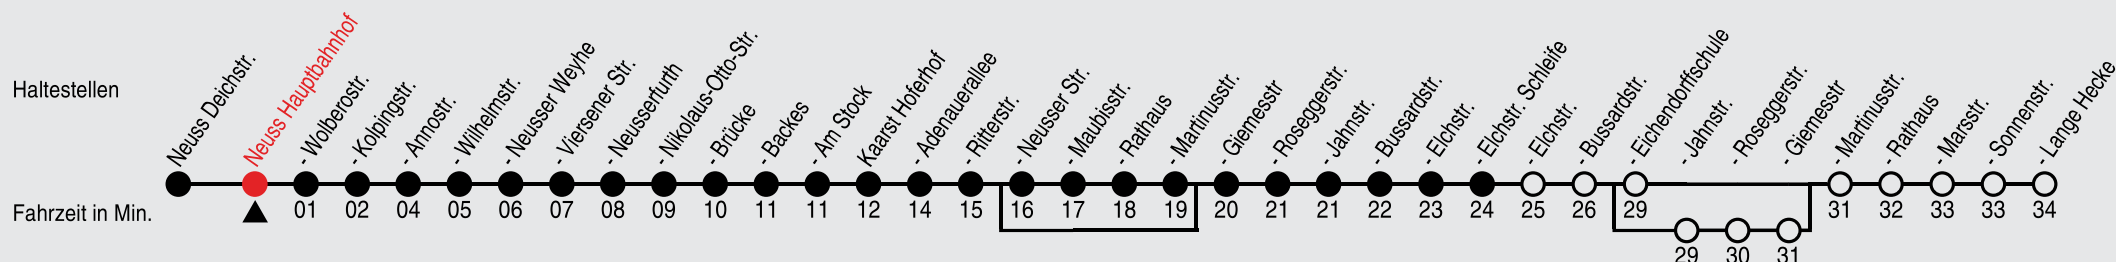 Haltestellen
Neuss Deichstr.
Neuss Hauptbahnhof
- Wolberostr.
- Kolpingstr.
- Annostr.
- Wilhelmstr.
- Neusser Weyhe
- Viersener Str.
- Neusserfurth
- Nikolaus-Otto-Str.
- Brücke
- Backes
- Am Stock
Kaarst Hoferhof
- Adenauerallee
- Ritterstr.
- Neusser Str.
- Maubisstr.
- Rathaus
- Martinusstr.
- Giemesstr
- Roseggerstr.
- Jahnstr.
- Bussardstr.
- Elchstr.
- Elchstr. Schleife
- Elchstr.
- Bussardstr.
- Eichendorffschule
- Jahnstr.
- Roseggerstr.
- Giemesstr
- Martinusstr.
- Rathaus
- Marsstr.
- Sonnenstr.
- Lange Hecke
Fahrzeit in Min. 01 02 04 05 06 07 08 09 10 11 11 12 14 15 16 17 18 19 20 21 21 22 23 24 25 26 29 31 32 33 33 34
29 30 31